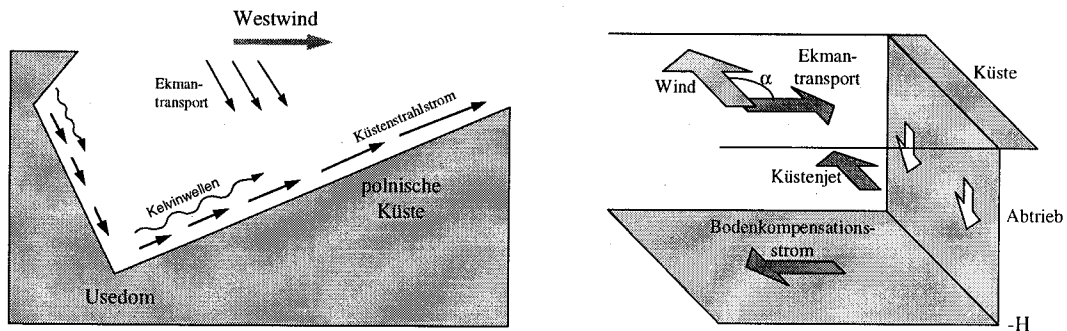 Westwind
Ekman-
transport
Küstenstrahlstrom
Kelvinwellen
polnische
Küste
Usedom
Ekman-
transport
Küste
Wind
α
Küstenjet
Abtrieb
Bodenkompensations-
strom
-H